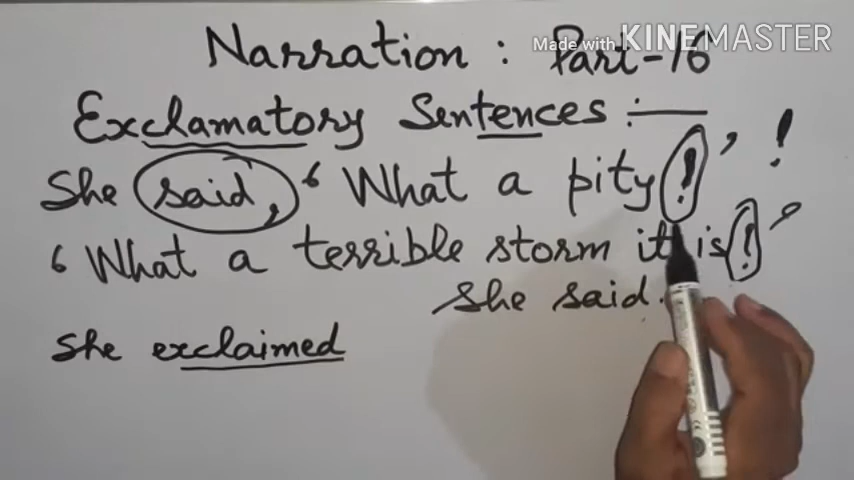 Narration : Part-16
Made with KINEMASTER
Exclamatory Sentences :
She said, ‘What a pity!’ !
‘What a terrible storm it is!’
she said.
She exclaimed